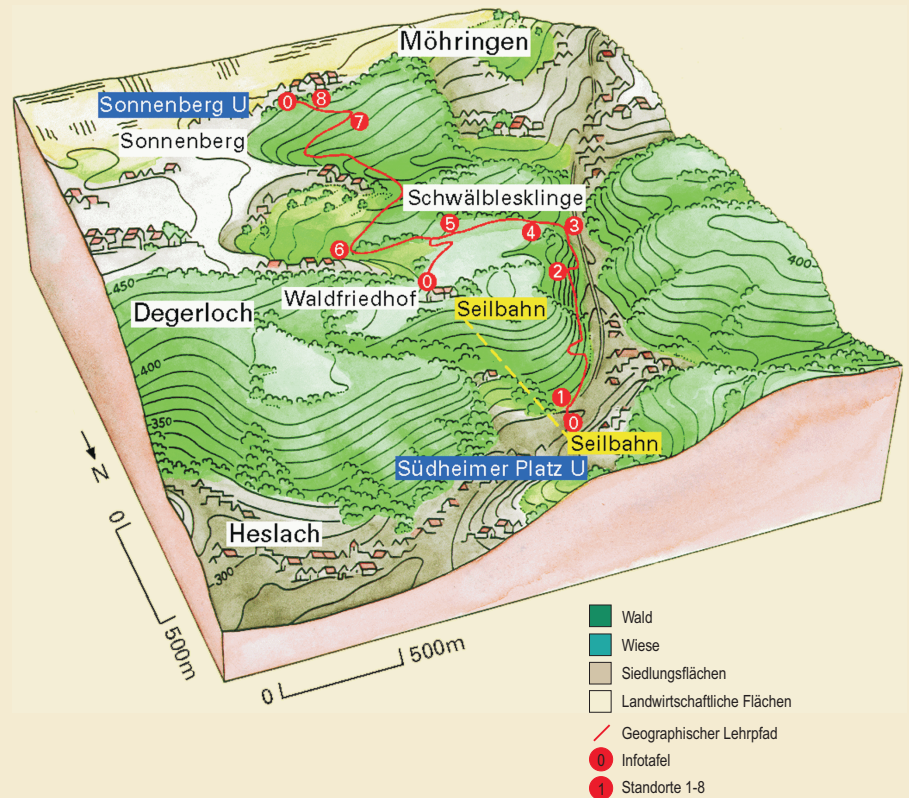 Möhringen
Sonnenberg U
0
8
7
Sonnenberg
Schwälblesklinge
5
4
3
6
2
400
450
0
Waldfriedhof
Seilbahn
Degerloch
400
350
1
0
Seilbahn
Südheimer Platz U
N
0
500m
Heslach
300
0
500m
Wald
Wiese
Siedlungsflächen
Landwirtschaftliche Flächen
Geographischer Lehrpfad
0 Infotafel
1 Standorte 1-8